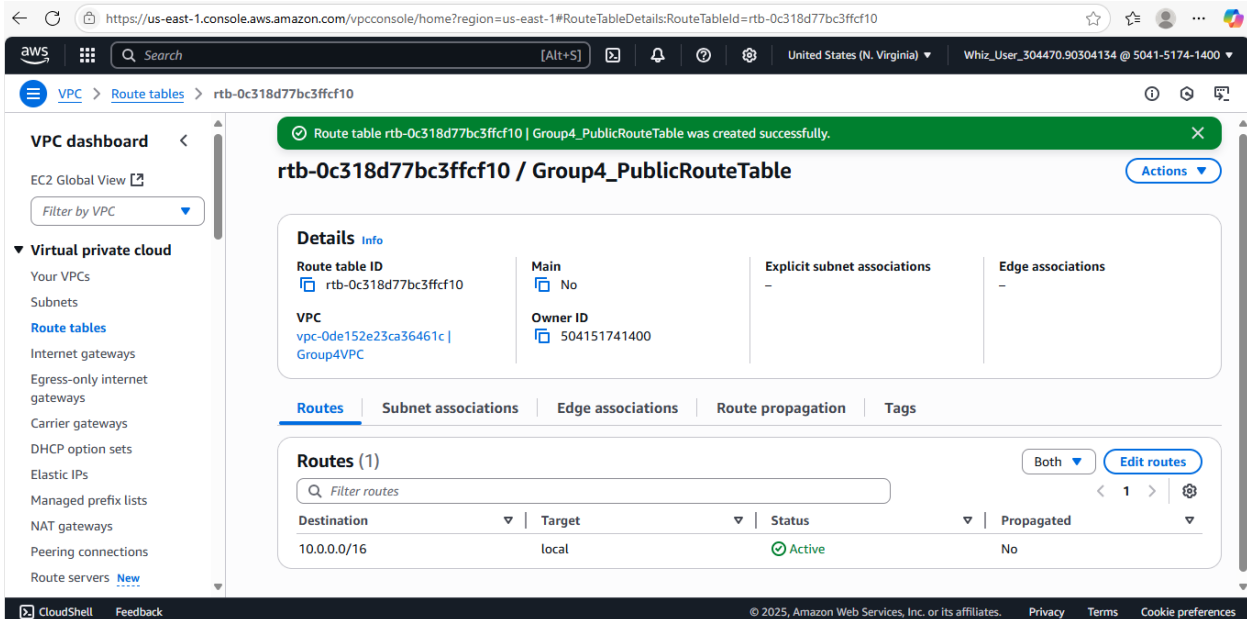 https://us-east-1.console.aws.amazon.com/vpcconsole/home?region=us-east-1#RouteTableDetails:RouteTableId=rtb-0c318d77bc3ffcf10
aws
Search [Alt+S]
United States (N. Virginia)
Whiz_User_304470.90304134 @ 5041-5174-1400
VPC > Route tables > rtb-0c318d77bc3ffcf10
VPC dashboard
EC2 Global View
Filter by VPC
Virtual private cloud
Your VPCs
Subnets
Route tables
Internet gateways
Egress-only internet
gateways
Carrier gateways
DHCP option sets
Elastic IPs
Managed prefix lists
NAT gateways
Peering connections
Route servers New
Route table rtb-0c318d77bc3ffcf10 | Group4_PublicRouteTable was created successfully.
rtb-0c318d77bc3ffcf10 / Group4_PublicRouteTable
Actions
Details Info
Route table ID
rtb-0c318d77bc3ffcf10
Main
No
Explicit subnet associations
–
Edge associations
–
VPC
vpc-0de152e23ca36461c |
Group4VPC
Owner ID
504151741400
Routes Subnet associations Edge associations Route propagation Tags
Routes (1)
Both Edit routes
Filter routes
1
Destination Target Status Propagated
10.0.0.0/16 local Active No
CloudShell Feedback
© 2025, Amazon Web Services, Inc. or its affiliates. Privacy Terms Cookie preferences